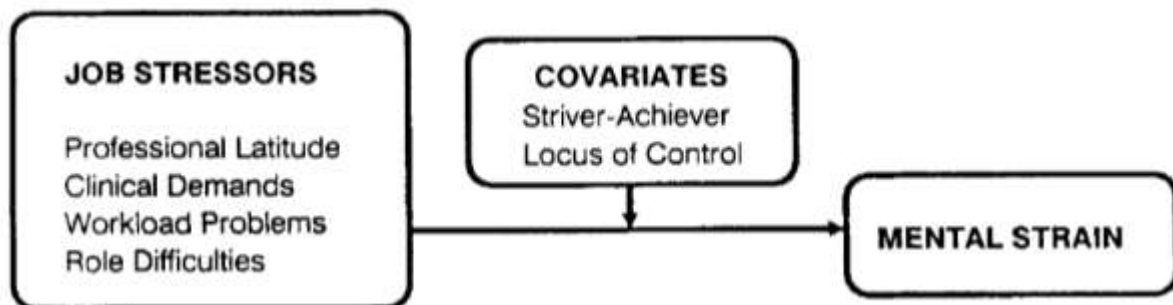 JOB STRESSORS
Professional Latitude
Clinical Demands
Workload Problems
Role Difficulties
COVARIATES
Striver-Achiever
Locus of Control
MENTAL STRAIN